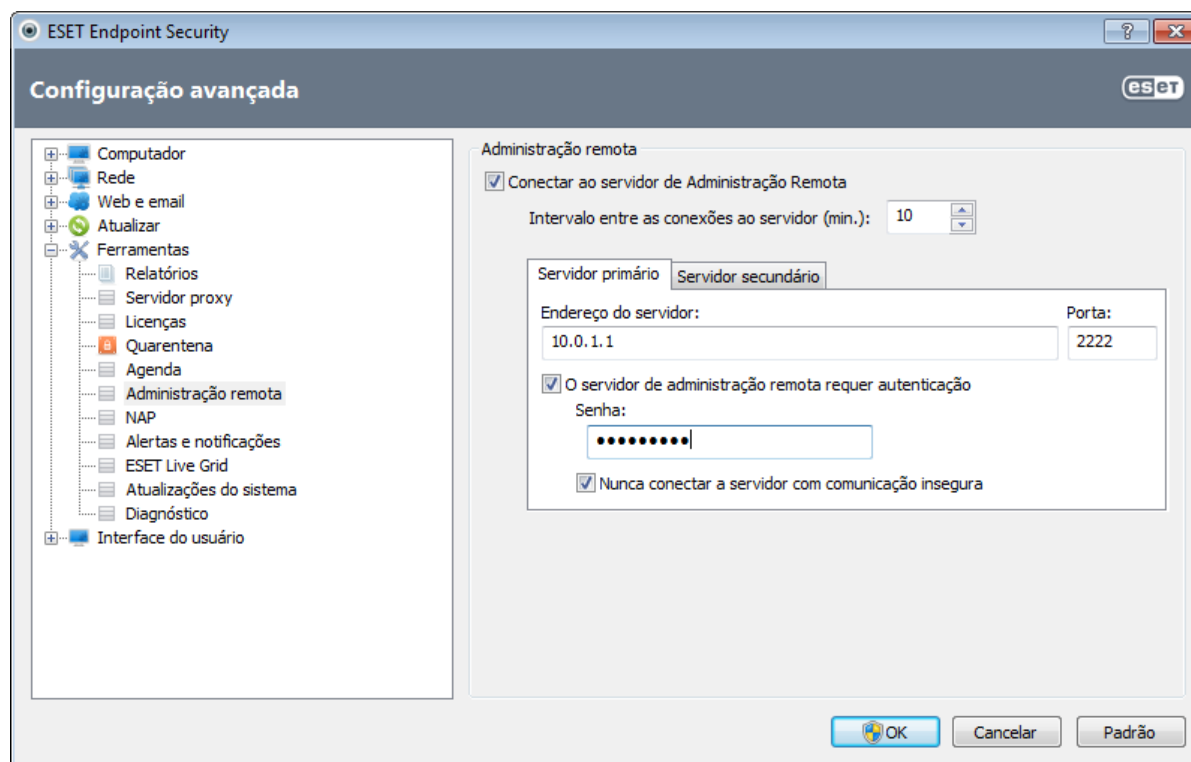 ESET Endpoint Security
?
Configuração avançada
eset
Computador
Rede
Web e email
Atualizar
Ferramentas
Relatórios
Servidor proxy
Licenças
Quarentena
Agenda
Administração remota
NAP
Alertas e notificações
ESET Live Grid
Atualizações do sistema
Diagnóstico
Interface do usuário
Administração remota
Conectar ao servidor de Administração Remota
Intervalo entre as conexões ao servidor (min.): 10
Servidor primário Servidor secundário
Endereço do servidor: Porta:
10.0.1.1 2222
O servidor de administração remota requer autenticação
Senha:
•••••••••
Nunca conectar a servidor com comunicação insegura
OK Cancelar Padrão